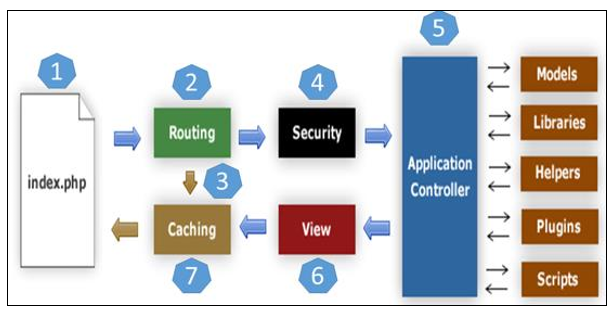 1
2
4
5
index.php
Routing
Security
Application
Controller
Models
Libraries
Helpers
Plugins
Scripts
3
Caching
View
7
6